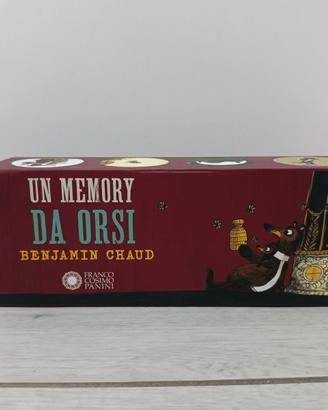 UN MEMORY
DA ORSI
BENJAMIN CHAUD
FRANCO
COSIMO
PANINI